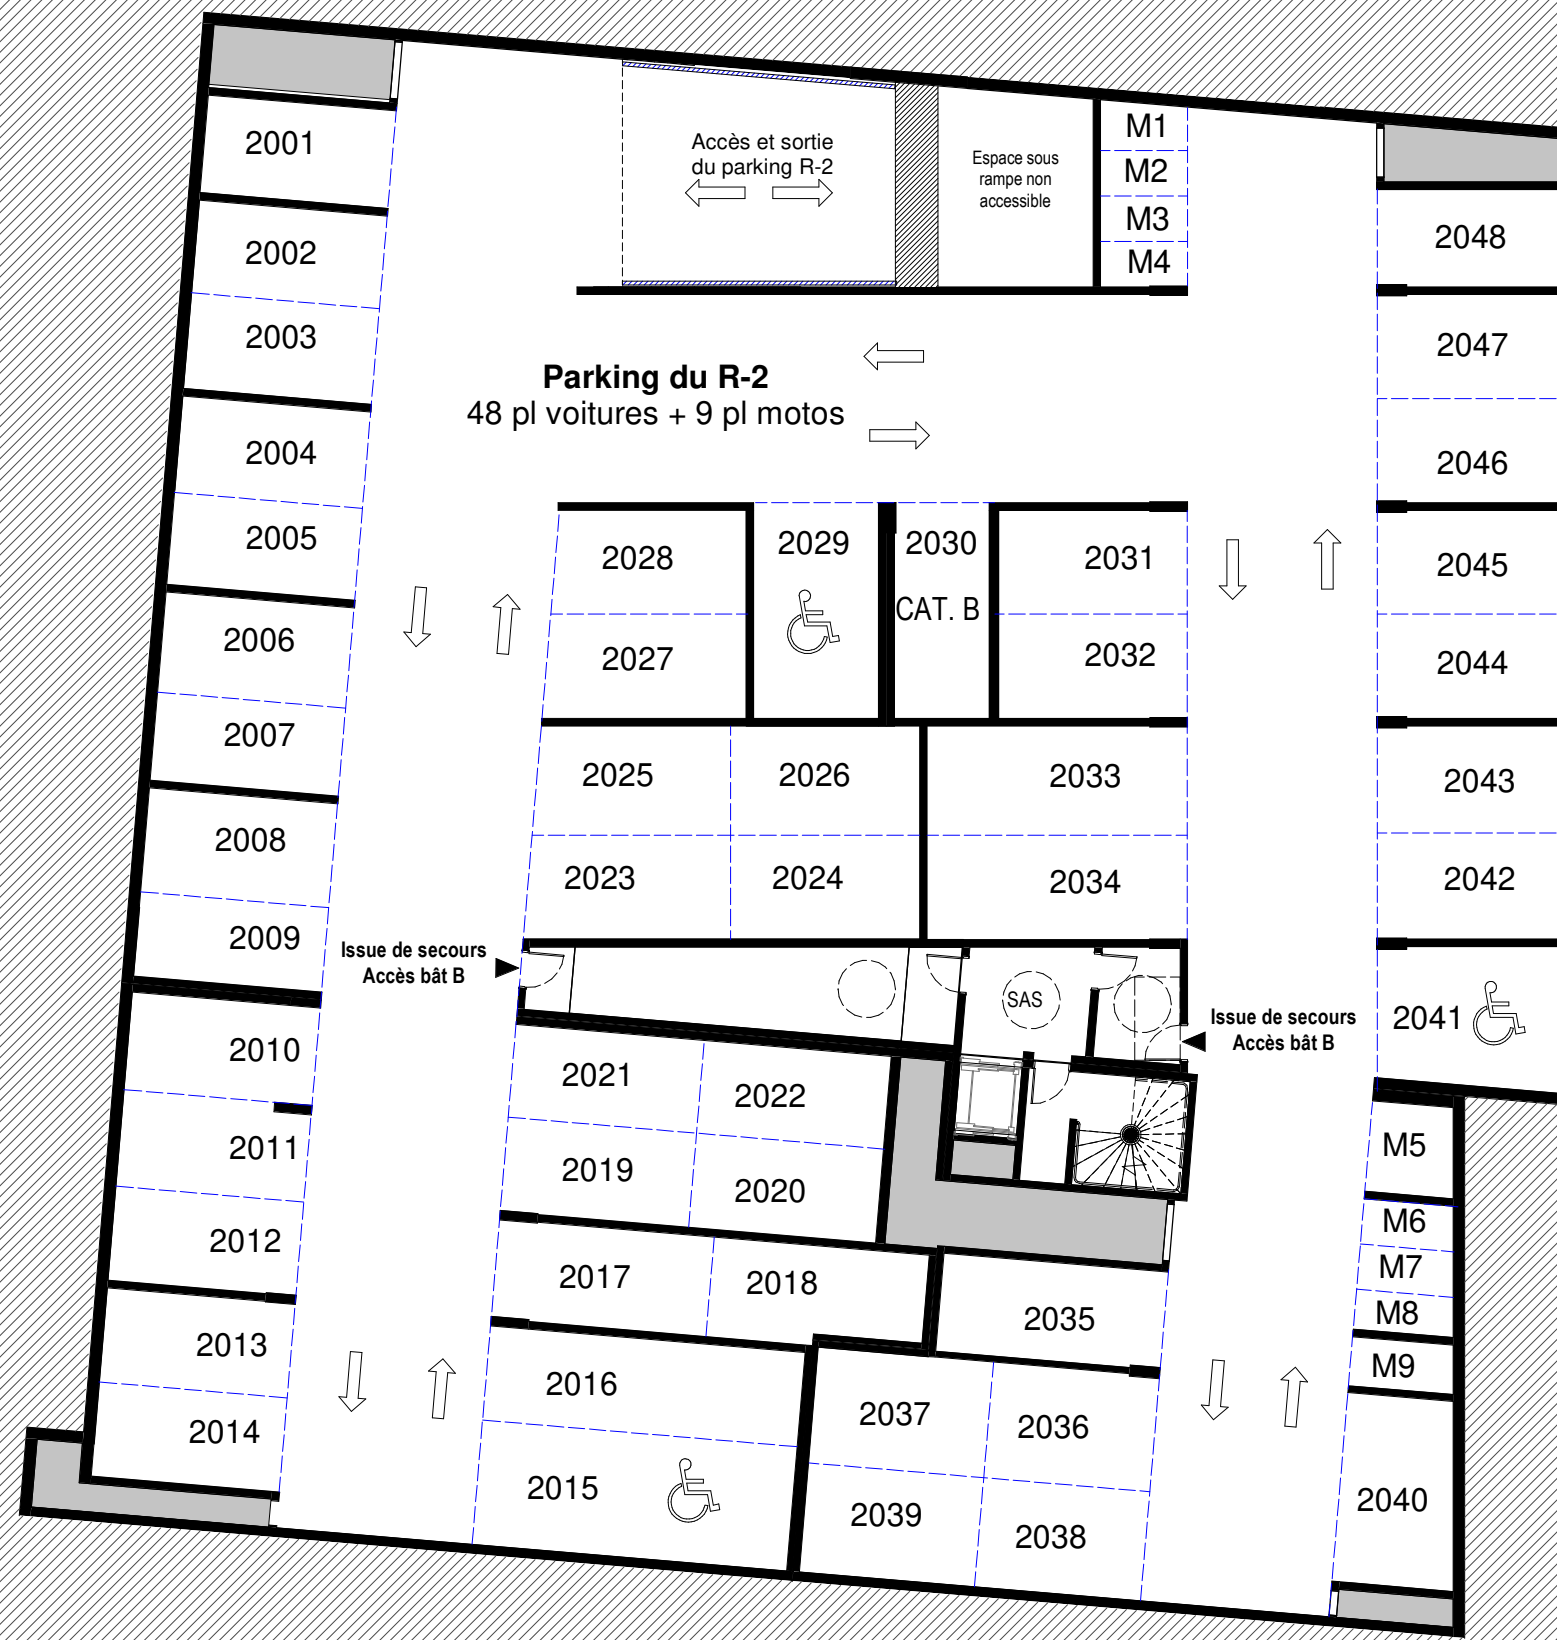 2001
2002
2003
2004
2005
2006
2007
2008
2009
2010
2011
2012
2013
2014
Accès et sortie
du parking R-2
Espace sous
rampe non
accessible
M1
M2
M3
M4
Parking du R-2
48 pl voitures + 9 pl motos
2028
2027
2029
2030
CAT. B
2031
2032
2025
2026
2033
2023
2024
2034
Issue de secours
Accès bât B
SAS
Issue de secours
Accès bât B
2021
2022
2019
2020
2017
2018
2035
2016
2015
2037
2036
2039
2038
2048
2047
2046
2045
2044
2043
2042
2041
M5
M6
M7
M8
M9
2040